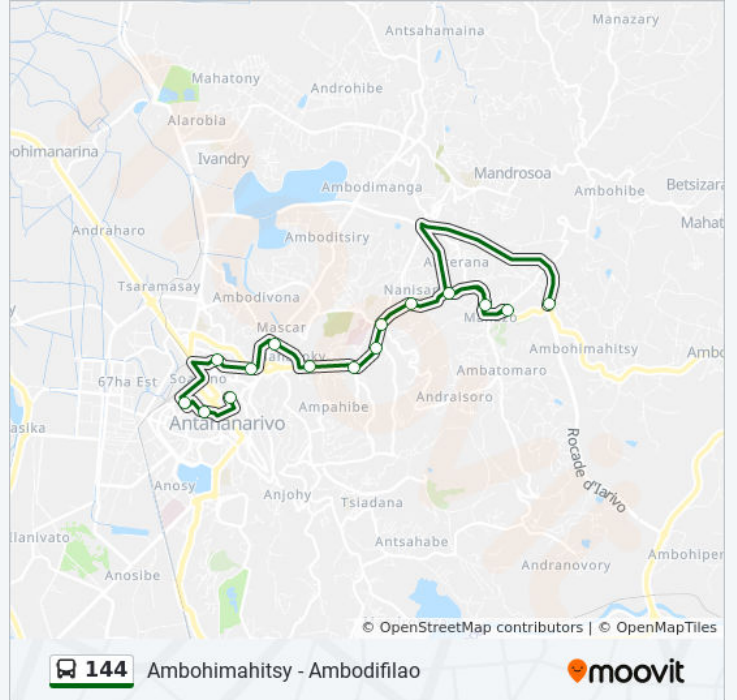 Antsahamaina
Manazary
Mahatony
Androhibe
Alarobia
ohimanarina
Ivandry
Mandrosoa
Ambodimanga
Ambohibe
Betsizara
Mahat
Andraharo
Amboditsiry
Tsaramasay
Nanisa
Ambodivona
Mascar
Ambohimahitsy
Ambo
Ambatomaro
67ha Est
Ampahibe
Andraisoro
asika
Antananarivo
Rocade d'Iarivo
Anosy
Anjohy
Tsiadana
Ilanivato
Antsahabe
Ambohiper
Andranovory
Anosibe
© OpenStreetMap contributors | © OpenMapTiles
144 Ambohimahitsy - Ambodifilao
moovit